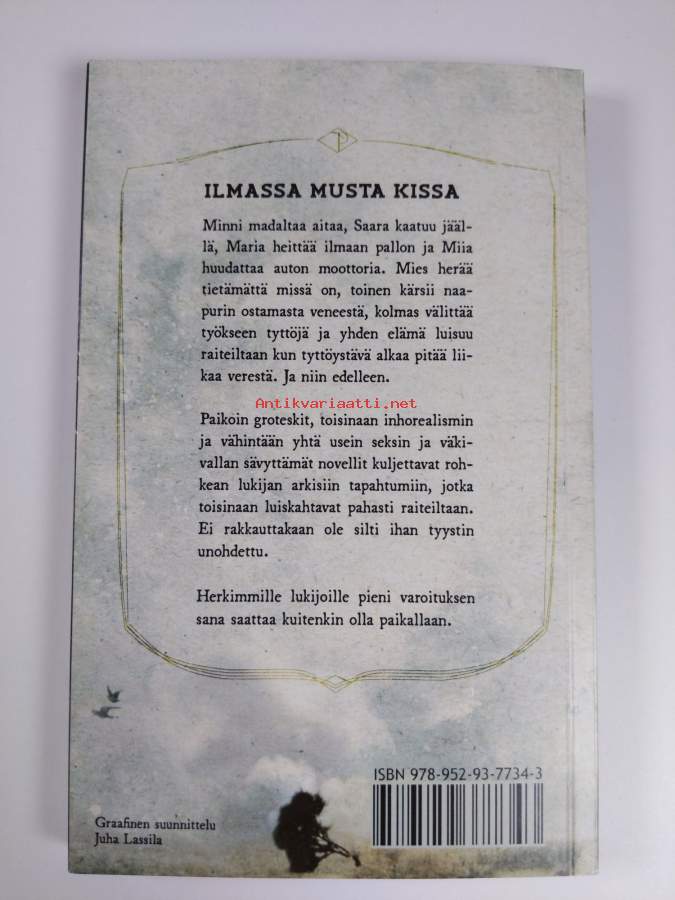 ILMASSA MUSTA KISSA
Minni madaltaa aitaa, Saara kaatuu jääl-
lä, Maria heittää ilmaan pallon ja Miia
huudattaa auton moottoria. Mies herää
tietämättä missä on, toinen kärsii naa-
purin ostamasta veneestä, kolmas välittää
työkseen tyttöjä ja yhden elämä luisuu
raiteiltaan kun tyttöystävä alkaa pitää lii-
kaa verestä. Ja niin edelleen.
Antikvariaatti.net
Paikoin groteskit, toisinaan inhorealismin
ja vähintään yhtä usein seksin ja väki-
vallan sävyttämät novellit kuljettavat roh-
kean lukijan arkisiin tapahtumiin, jotka
toisinaan luiskahtavat pahasti raiteiltaan.
Ei rakkauttakaan ole silti ihan tyystin
unohdettu.
Herkimmille lukijoille pieni varoituksen
sana saattaa kuitenkin olla paikallaan.
ISBN 978-952-93-7734-3
Graafinen suunnittelu
Juha Lassila